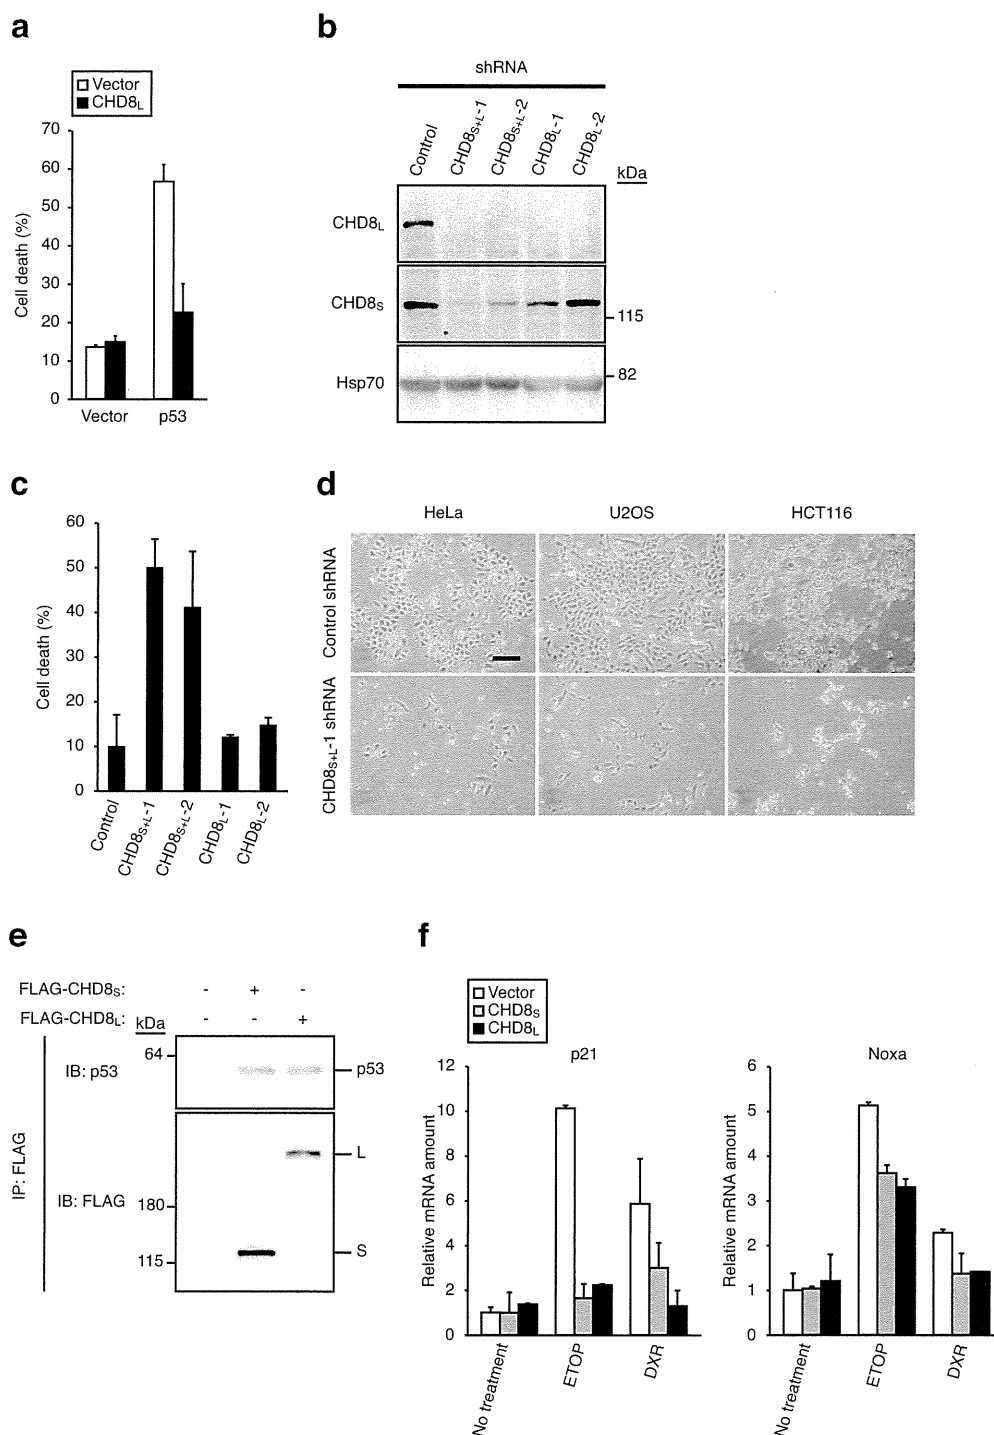 a
Vector
CHD8L
70
60
50
40
30
20
10
0
Cell death (%)
Vector
p53
b
shRNA
Control
CHD8S+L-1
CHD8S+L-2
CHD8L-1
CHD8L-2
kDa
CHD8L
CHD8S
115
Hsp70
82
c
60
50
40
30
20
10
0
Cell death (%)
Control
CHD8S+L-1
CHD8S+L-2
CHD8L-1
CHD8L-2
d
HeLa
U2OS
HCT116
Control shRNA
CHD8S+L-1 shRNA
e
FLAG-CHD8S:
- + -
FLAG-CHD8L:
- - +
kDa
IP: FLAG
IB: p53
64
p53
IB: FLAG
L
180
115
S
f
Vector
CHD8S
CHD8L
p21
12
10
8
6
4
2
0
Relative mRNA amount
No treatment
ETOP
DXR
Noxa
6
5
4
3
2
1
0
Relative mRNA amount
No treatment
ETOP
DXR